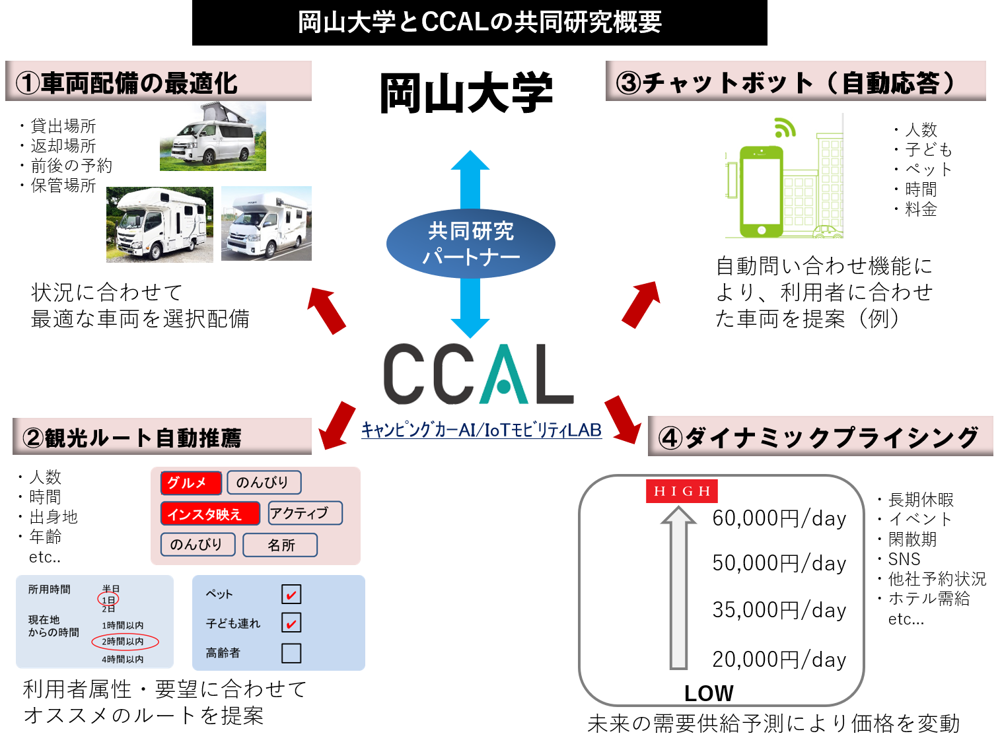 岡山大学とCCALの共同研究概要
①車両配備の最適化
・貸出場所
・返却場所
・前後の予約
・保管場所
状況に合わせて
最適な車両を選択配備
岡山大学
共同研究
パートナー
CCAL
ｷｬﾝﾋﾟﾝｸﾞｶｰAI/IoTﾓﾋﾞﾘﾃｨLAB
③チャットボット（自動応答）
・人数
・子ども
・ペット
・時間
・料金
自動問い合わせ機能に
より、利用者に合わせ
た車両を提案（例）
②観光ルート自動推薦
・人数
・時間
・出身地
・年齢
etc..
グルメ
のんびり
インスタ映え
アクティブ
のんびり
名所
所用時間
半日
1日
2日
現在地
からの時間
1時間以内
2時間以内
4時間以内
ペット
✔
子ども連れ
✔
高齢者
利用者属性・要望に合わせて
オススメのルートを提案
④ダイナミックプライシング
HIGH
60,000円/day
50,000円/day
35,000円/day
20,000円/day
LOW
・長期休暇
・イベント
・閑散期
・SNS
・他社予約状況
・ホテル需給
etc...
未来の需要供給予測により価格を変動